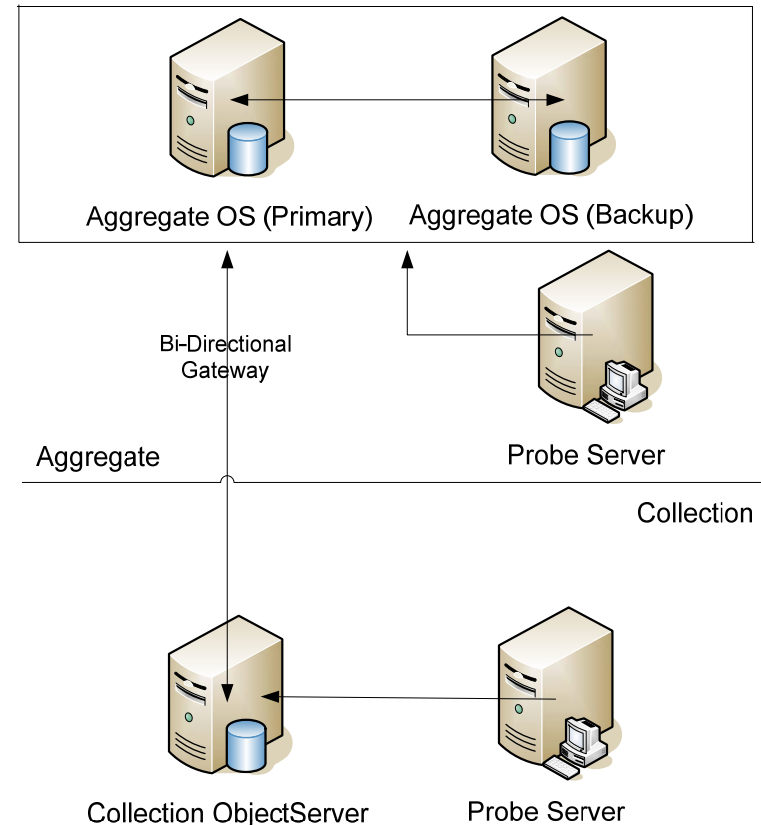 Aggregate OS (Primary)
Aggregate OS (Backup)
Bi-Directional
Gateway
Probe Server
Aggregate
Collection
Collection ObjectServer
Probe Server